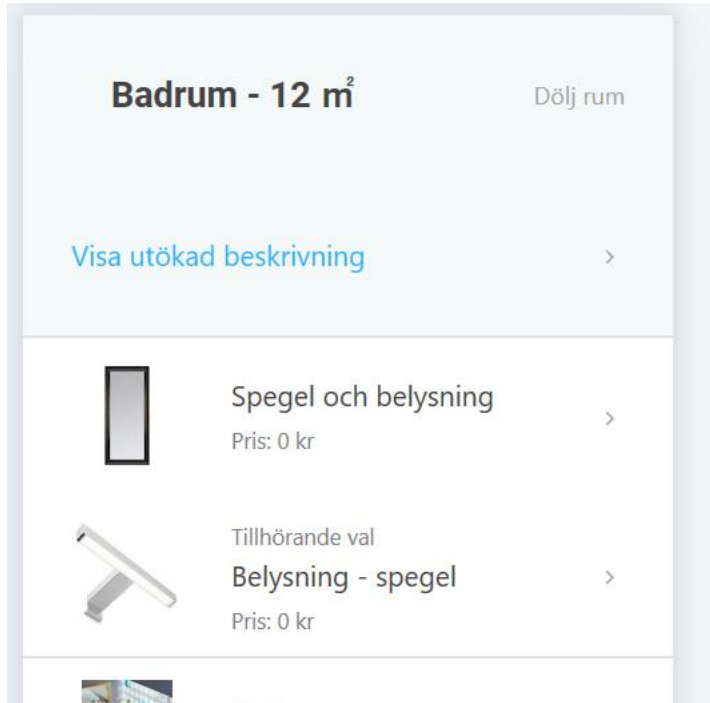 Badrum - 12 m²
Dölj rum
Visa utökad beskrivning
Spegel och belysning
Pris: 0 kr
Tillhörande val
Belysning - spegel
Pris: 0 kr